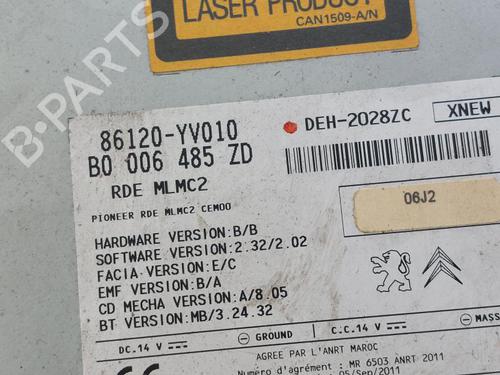 LASER PRODUCT
CAN1509-A/N
B-Parts
86120-YV010
B0 006 485 ZD
RDE MLMC2
DEH-2028ZC
XNEW
PIONEER RDE MLMC2 CEM00
06J2
HARDWARE VERSION:B/B
SOFTWARE VERSION:2.32/2.02
FACIA VERSION:E/C
EMF VERSION:B/A
CD MECHA VERSION:A/8.05
BT VERSION:MB/3.24.32
DC.14 V
GROUND
C.C.14 V
MASS
AGREE PAR L'ANRT MAROC
Numéro d'agrément : MR 6503 ANRT 2011
05/Sep/2011